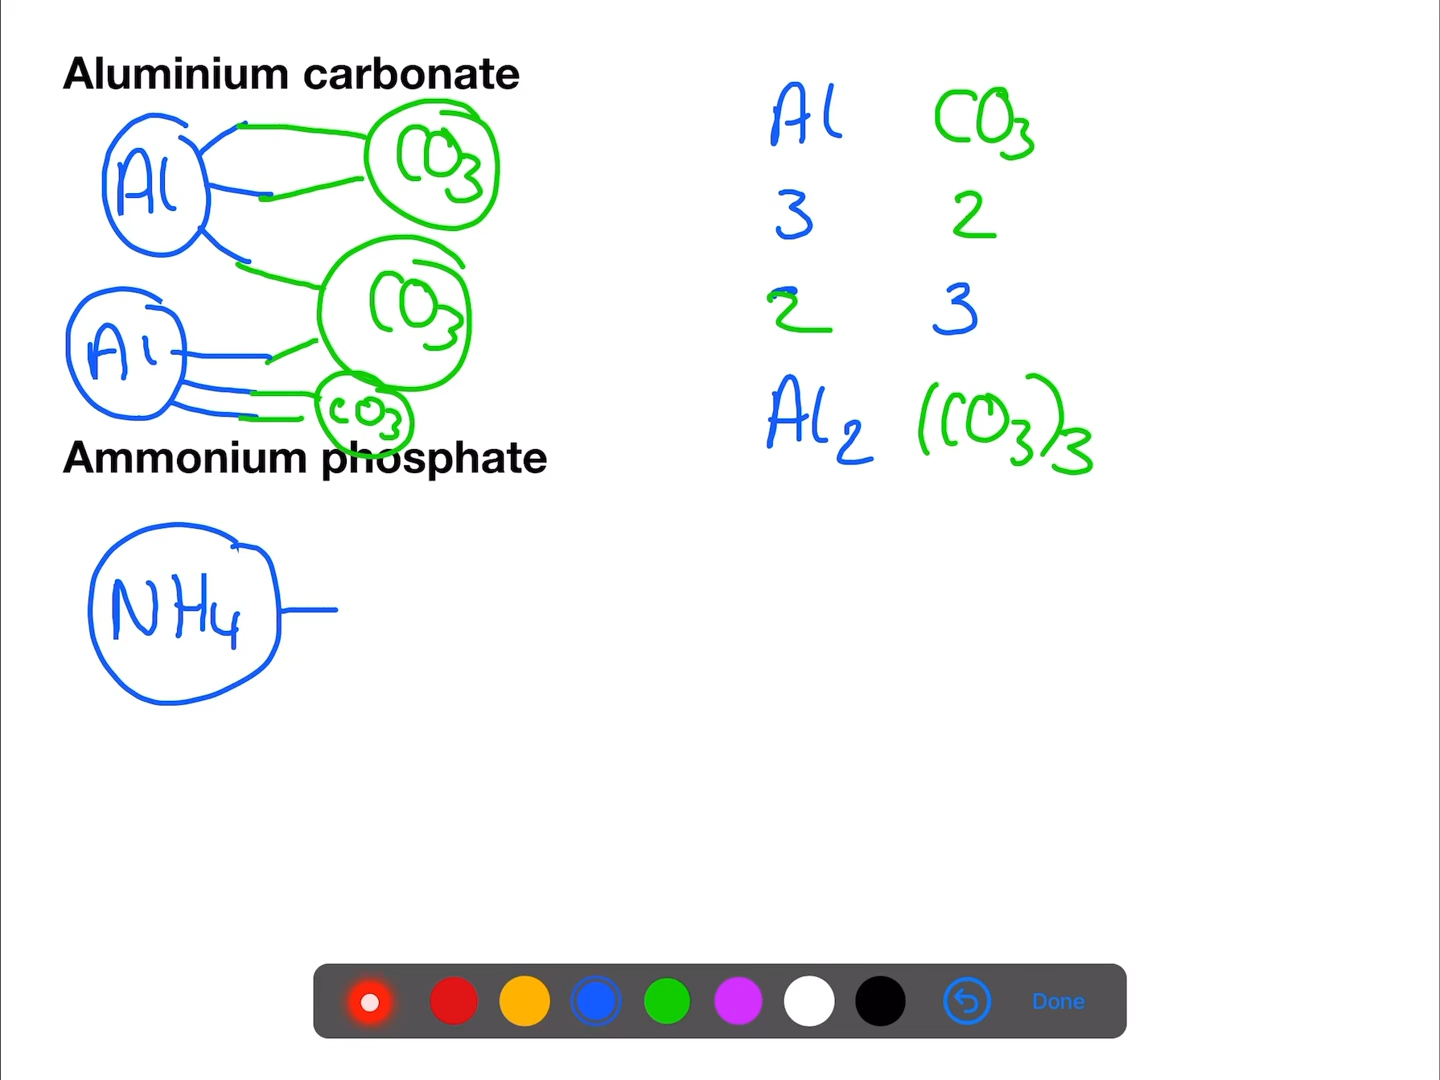 Aluminium carbonate
Al CO3
Al CO3
CO3
Al CO3
3 2
2 3
Al2 (CO3)3
Ammonium phosphate
NH4
Done